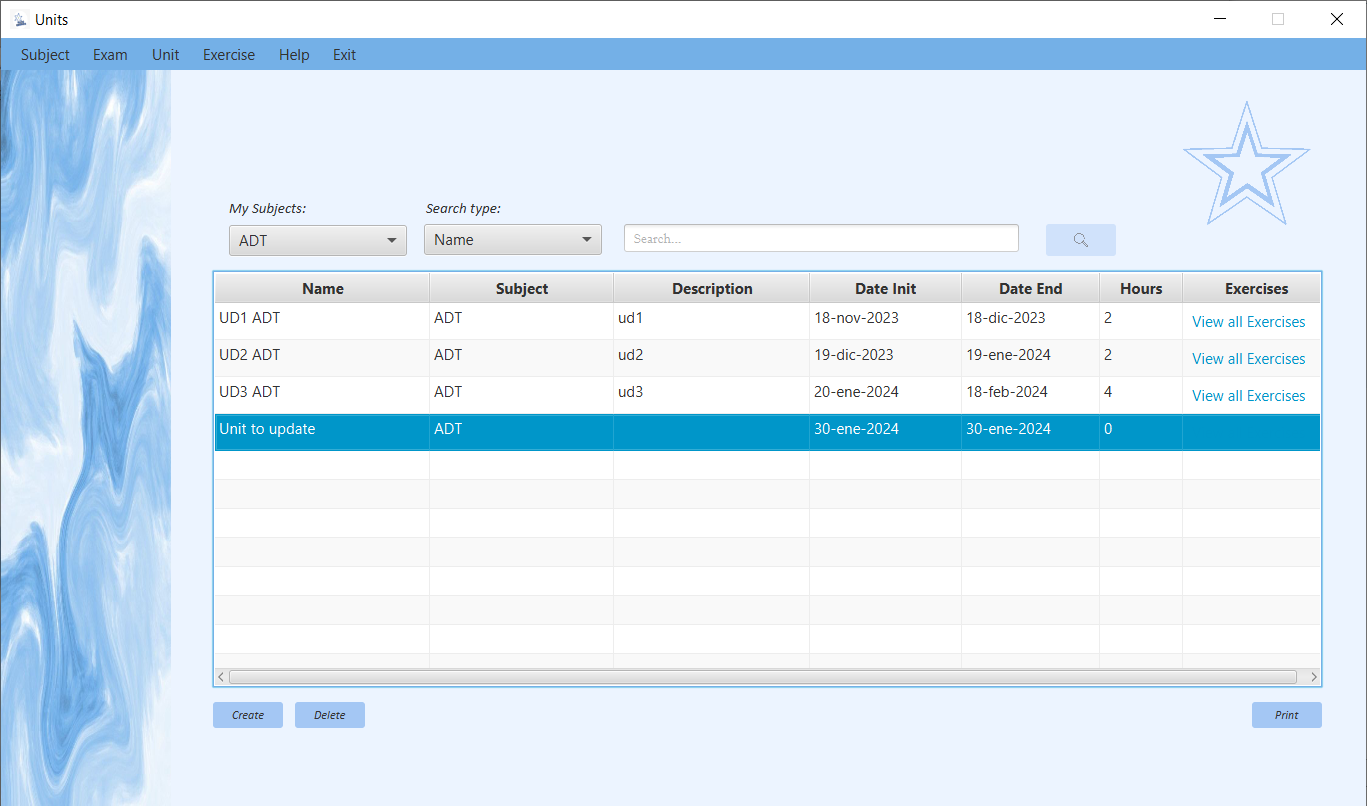 Units
Subject Exam Unit Exercise Help Exit
My Subjects: Search type:
ADT Name Search...
Name Subject Description Date Init Date End Hours Exercises
UD1 ADT ADT ud1 18-nov-2023 18-dic-2023 2 View all Exercises
UD2 ADT ADT ud2 19-dic-2023 19-ene-2024 2 View all Exercises
UD3 ADT ADT ud3 20-ene-2024 18-feb-2024 4 View all Exercises
Unit to update ADT 30-ene-2024 30-ene-2024 0
Create Delete Print